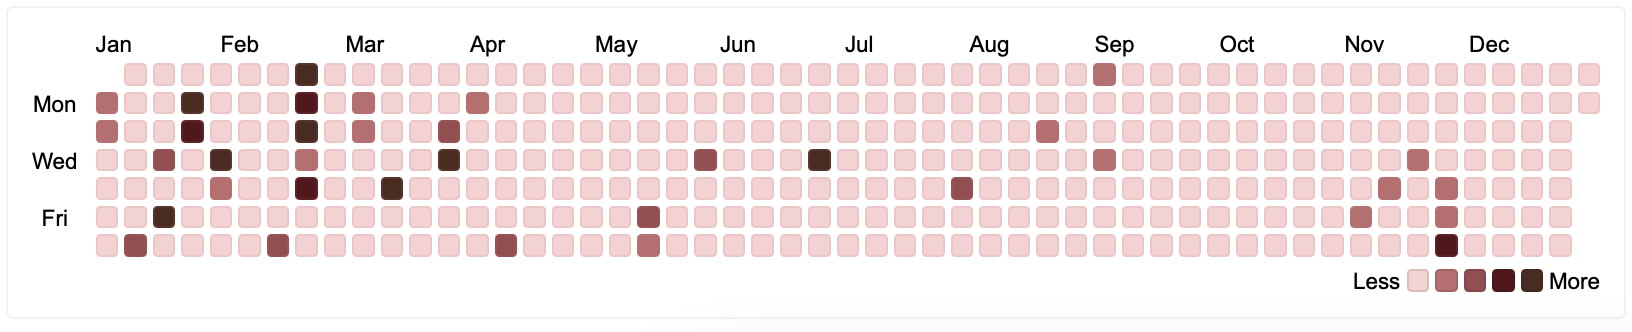 Jan Feb Mar Apr May Jun Jul Aug Sep Oct Nov Dec
Mon
Wed
Fri
Less More